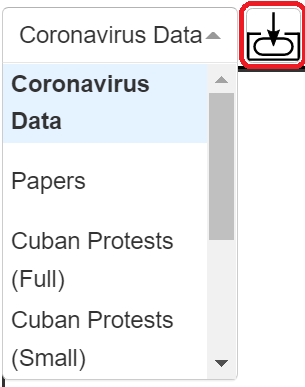 Coronavirus Data
Coronavirus
Data
Papers
Cuban Protests
(Full)
Cuban Protests
(Small)